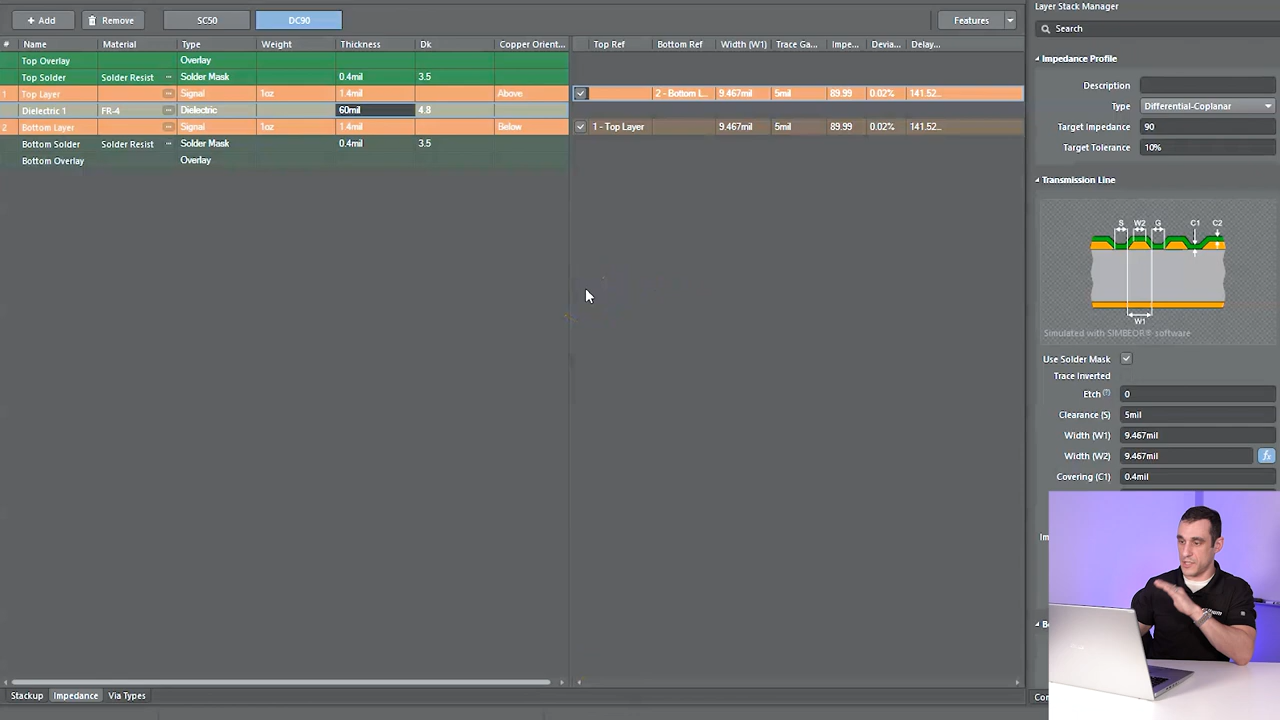 + Add
Remove
SC50
DC90
Features
# Name Material Type Weight Thickness Dk Copper Orient...
Top Ref Bottom Ref Width (W1) Trace Ga... Impe... Devia... Delay...
Top Overlay Overlay
Top Solder Solder Resist Solder Mask 0.4mil 3.5
1 Top Layer Signal 1oz 1.4mil Above 2 - Bottom L... 9.467mil 5mil 89.99 0.02% 141.52...
Dielectric 1 FR-4 Dielectric 60mil 4.8
2 Bottom Layer Signal 1oz 1.4mil Below 1 - Top Layer 9.467mil 5mil 89.99 0.02% 141.52...
Bottom Solder Solder Resist Solder Mask 0.4mil 3.5
Bottom Overlay Overlay
Stackup Impedance Via Types
Layer Stack Manager
Search
Impedance Profile
Description
Type Differential-Coplanar
Target Impedance 90
Target Tolerance 10%
Transmission Line
S W2 G C1 C2
W1
Simulated with SIMBEOR® software
Use Solder Mask
Trace Inverted
Etch 0
Clearance (S) 5mil
Width (W1) 9.467mil
Width (W2) 9.467mil
Covering (C1) 0.4mil